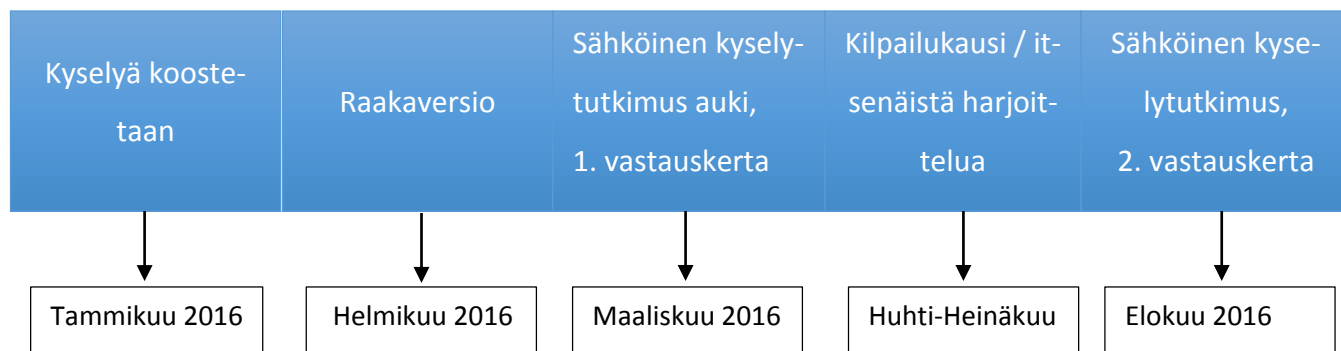 Kyselyä kooste-
taan
Raakaversio
Sähköinen kysely-
tutkimus auki,
1. vastauskerta
Kilpailukausi / it-
senäistä harjoit-
telua
Sähköinen kyse-
lytutkimus,
2. vastauskerta
Tammikuu 2016
Helmikuu 2016
Maaliskuu 2016
Huhti-Heinäkuu
Elokuu 2016